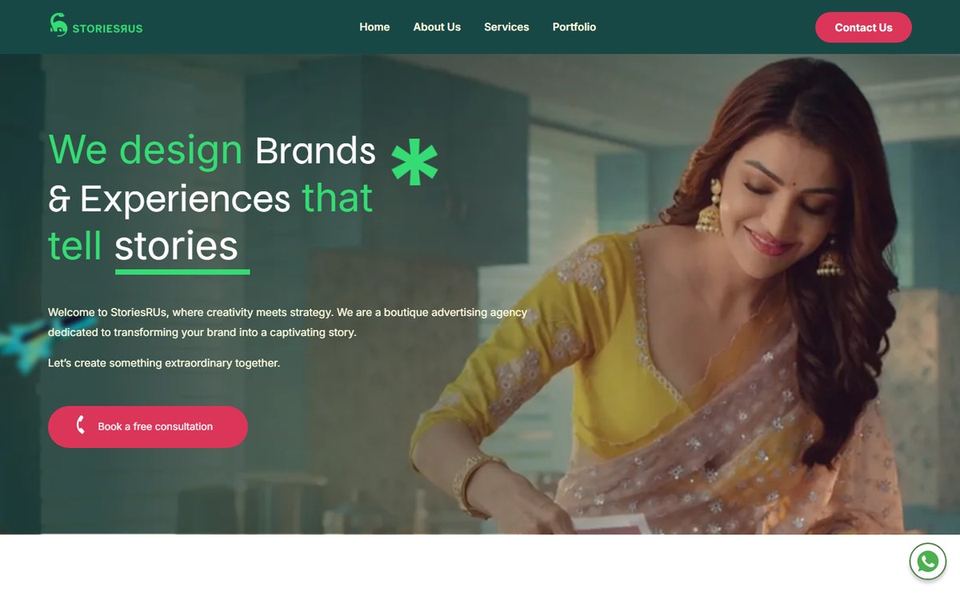 STORIESЯUS
Home
About Us
Services
Portfolio
Contact Us
We design Brands
& Experiences that
tell stories
Welcome to StoriesRUs, where creativity meets strategy. We are a boutique advertising agency
dedicated to transforming your brand into a captivating story.
Let’s create something extraordinary together.
Book a free consultation